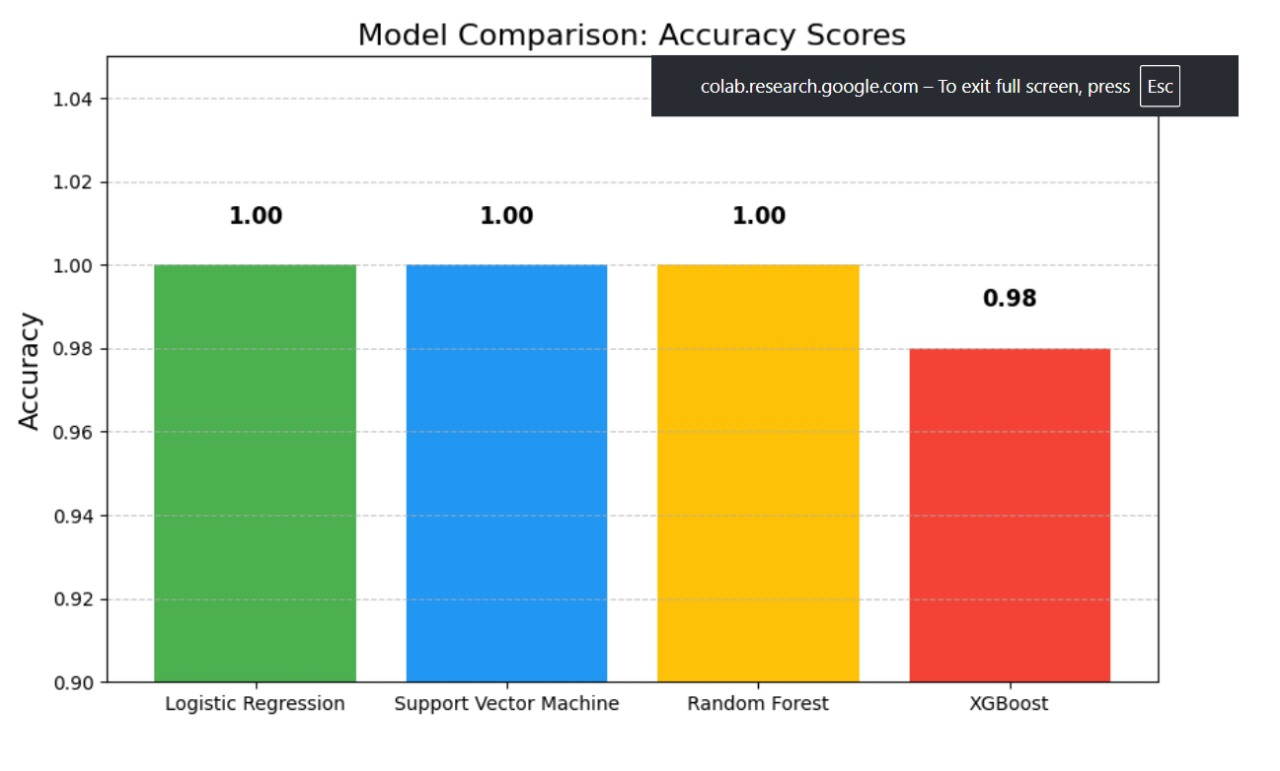 Model Comparison: Accuracy Scores
colab.research.google.com – To exit full screen, press Esc
1.04
1.02
1.00
0.98
0.96
0.94
0.92
0.90
Accuracy
1.00
1.00
1.00
0.98
Logistic Regression
Support Vector Machine
Random Forest
XGBoost